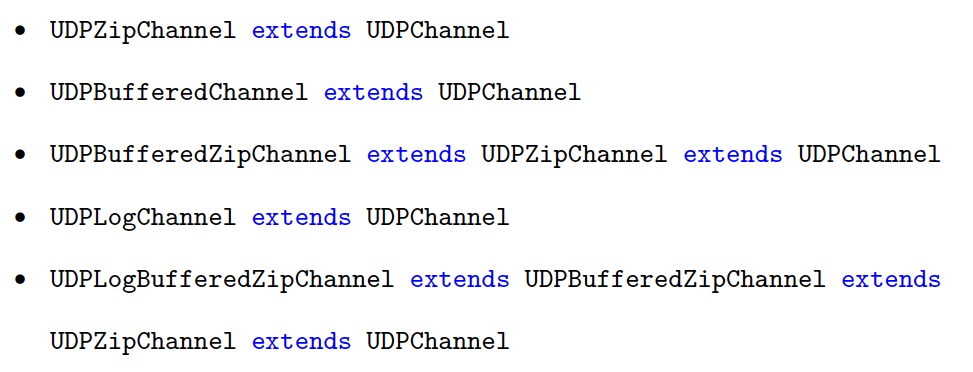 • UDPZipChannel extends UDPChannel
• UDPBufferedChannel extends UDPChannel
• UDPBufferedZipChannel extends UDPZipChannel extends UDPChannel
• UDPLogChannel extends UDPChannel
• UDPLogBufferedZipChannel extends UDPBufferedZipChannel extends
UDPZipChannel extends UDPChannel